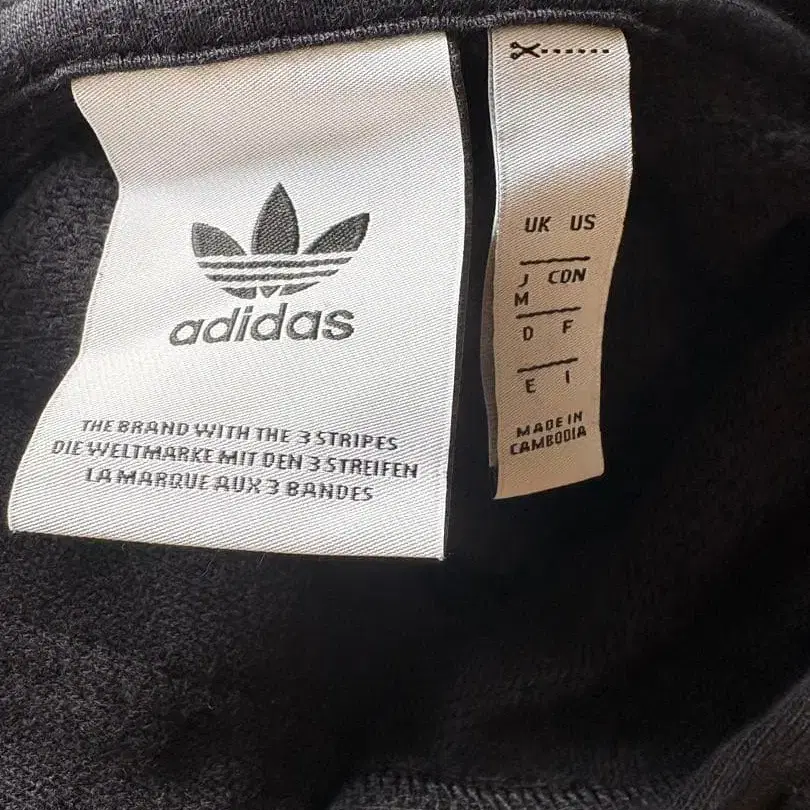 adidas
THE BRAND WITH THE 3 STRIPES
DIE WELTMARKE MIT DEN 3 STREIFEN
LA MARQUE AUX 3 BANDES
UK US
J CDN
M
D F
E I
MADE IN
CAMBODIA